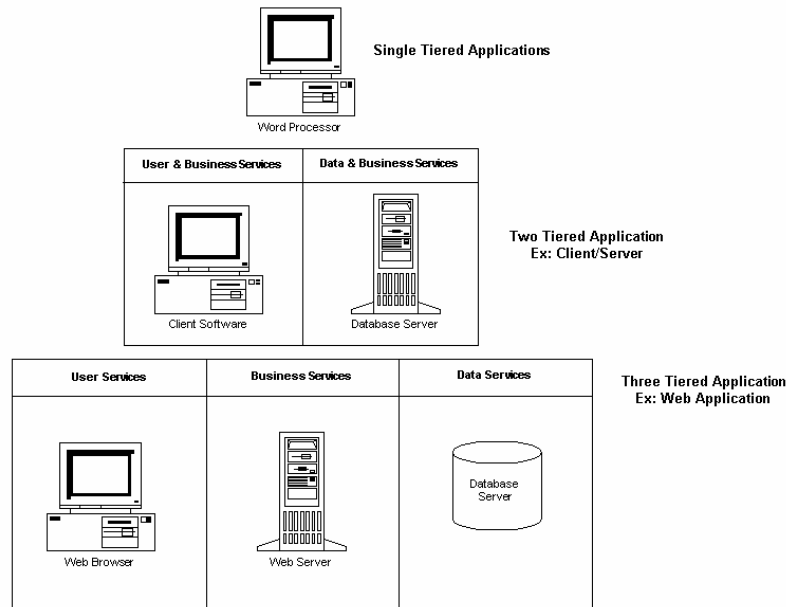 Single Tiered Applications
Word Processor
User & Business Services
Data & Business Services
Client Software
Database Server
Two Tiered Application
Ex: Client/Server
User Services
Business Services
Data Services
Web Browser
Web Server
Database
Server
Three Tiered Application
Ex: Web Application